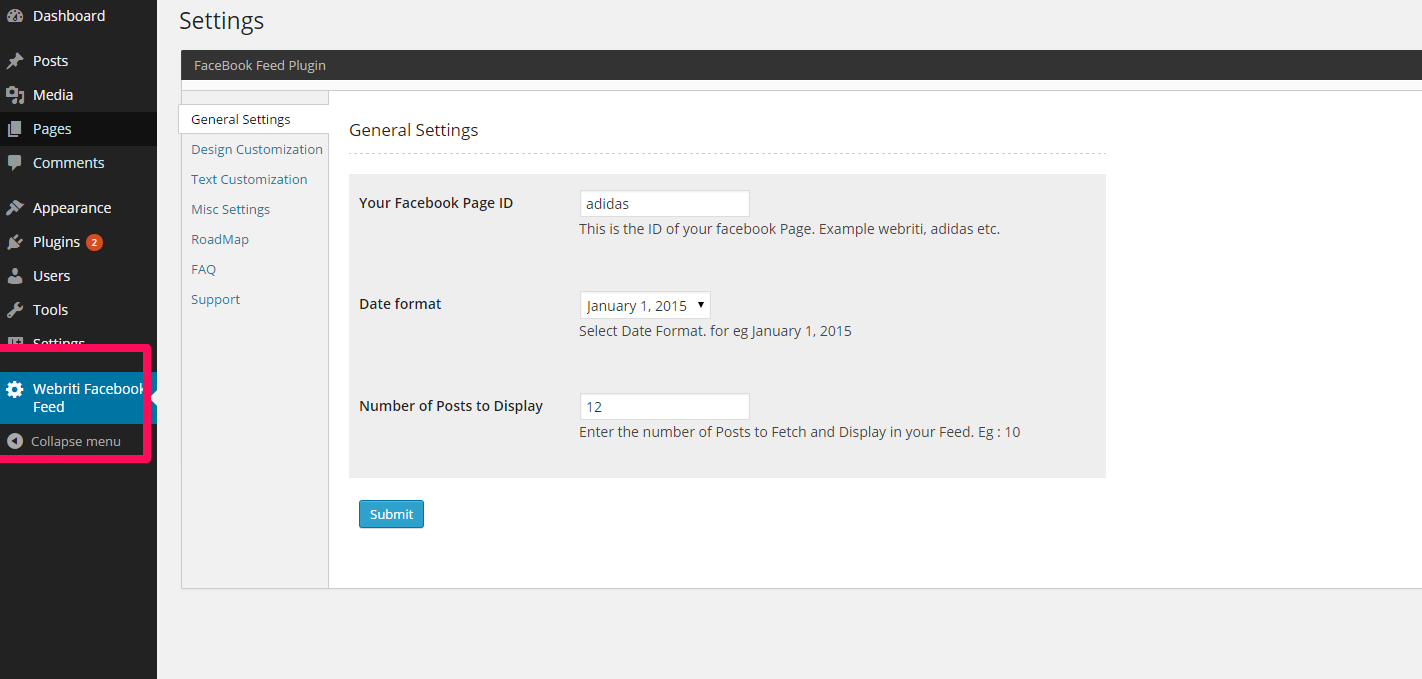 Dashboard
Posts
Media
Pages
Comments
Appearance
Plugins 2
Users
Tools
Settings
Webriti Facebook
Feed
Collapse menu
Settings
FaceBook Feed Plugin
General Settings
Design Customization
Text Customization
Misc Settings
RoadMap
FAQ
Support
General Settings
Your Facebook Page ID
adidas
This is the ID of your facebook Page. Example webriti, adidas etc.
Date format
January 1, 2015
Select Date Format. for eg January 1, 2015
Number of Posts to Display
12
Enter the number of Posts to Fetch and Display in your Feed. Eg : 10
Submit